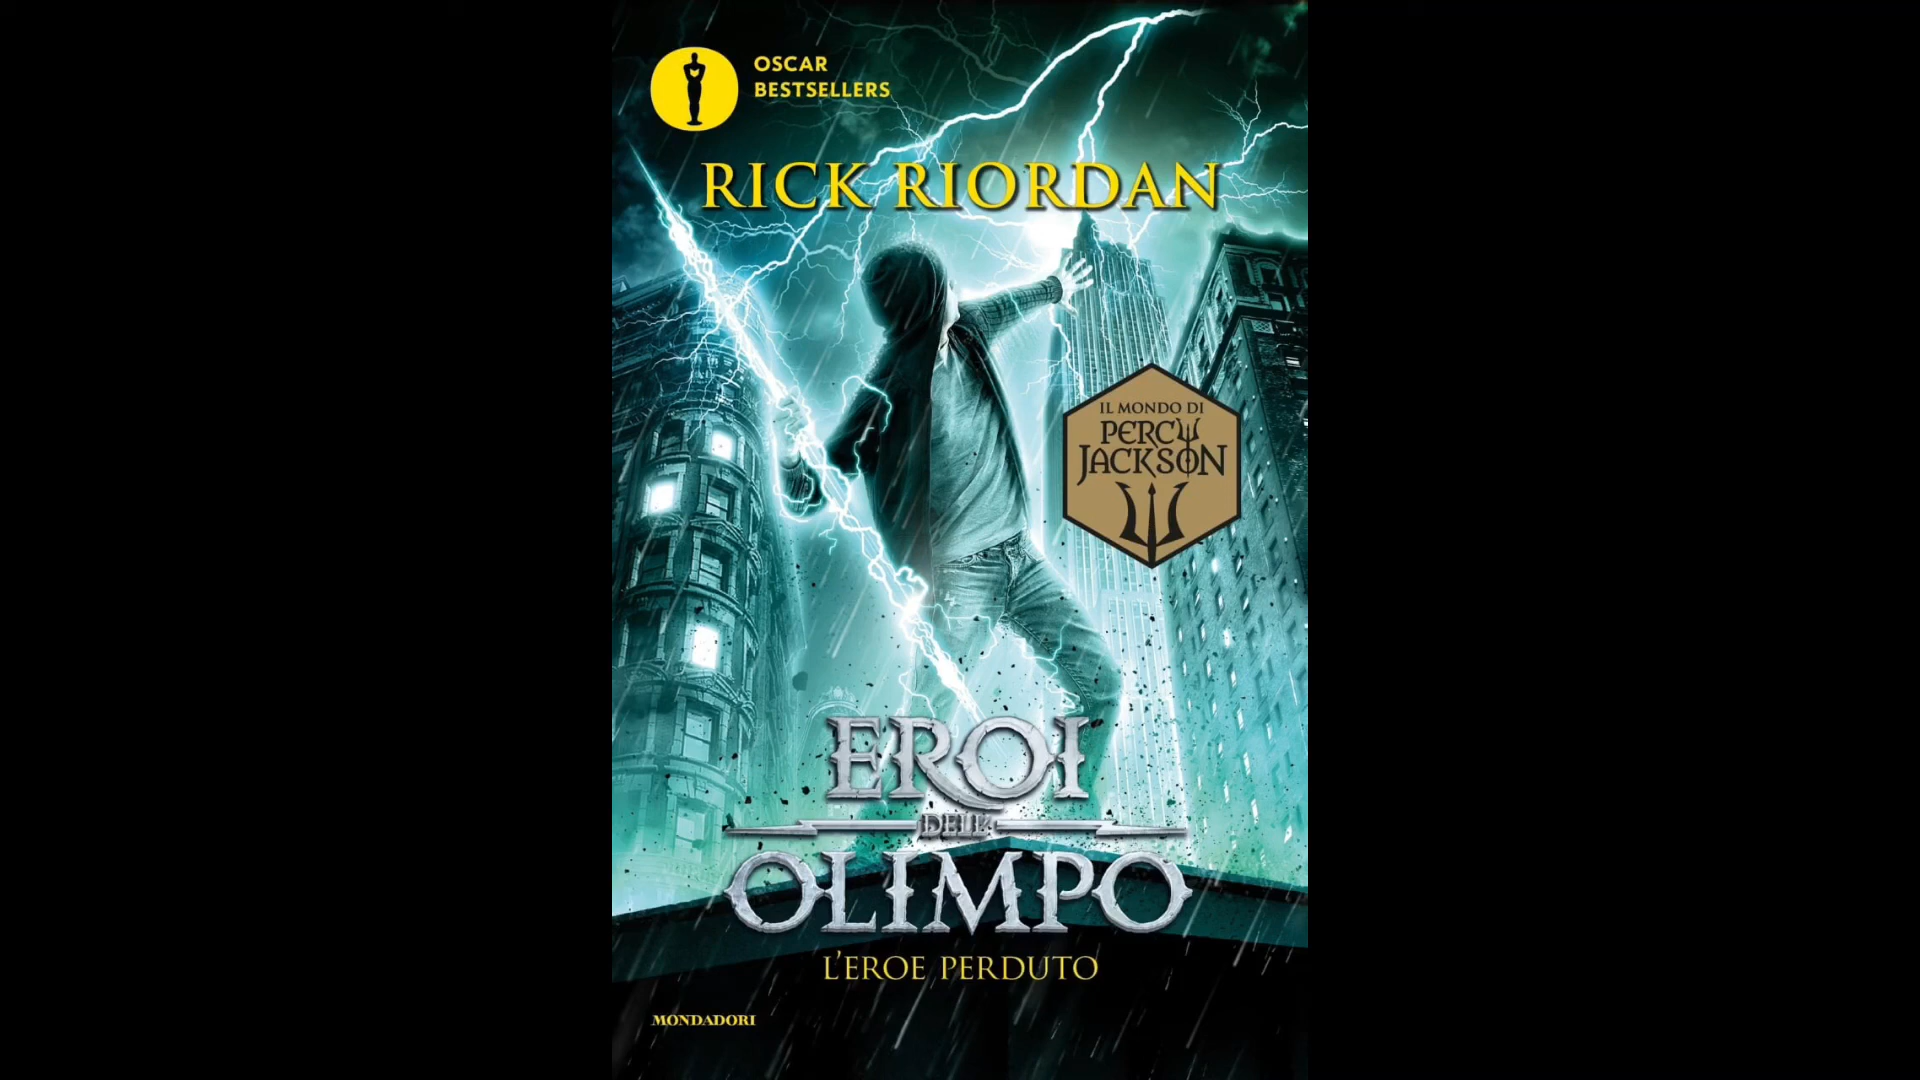 OSCAR
BESTSELLERS
RICK RIORDAN
IL MONDO DI
PERCY
JACKSON
EROI
DELL'
OLIMPO
L'EROE PERDUTO
MONDADORI